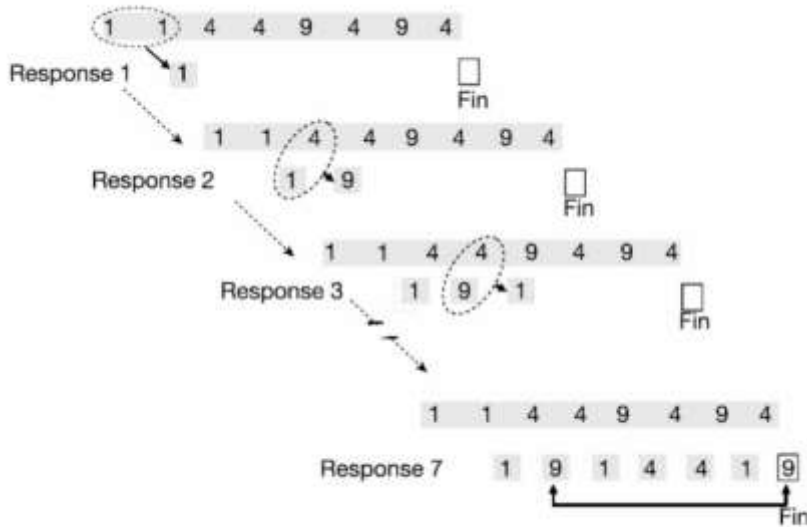 1 1 4 4 9 4 9 4
Response 1 1
Fin
1 1 4 4 9 4 9 4
Response 2 1 9
Fin
1 1 4 4 9 4 9 4
Response 3 1 9 1
Fin
1 1 4 4 9 4 9 4
Response 7 1 9 1 4 4 1 9
Fin